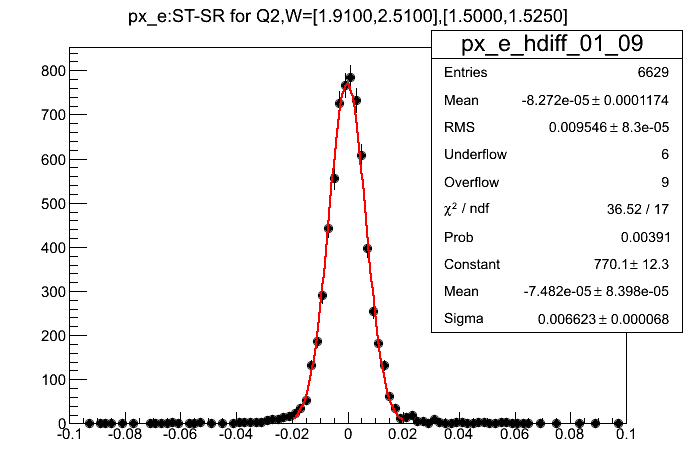 px_e:ST-SR for Q2,W=[1.9100,2.5100],[1.5000,1.5250]
px_e_hdiff_01_09
Entries 6629
Mean -8.272e-05 ± 0.0001174
RMS 0.009546 ± 8.3e-05
Underflow 6
Overflow 9
χ² / ndf 36.52 / 17
Prob 0.00391
Constant 770.1 ± 12.3
Mean -7.482e-05 ± 8.398e-05
Sigma 0.006623 ± 0.000068
800
700
600
500
400
300
200
100
0
-0.1 -0.08 -0.06 -0.04 -0.02 0 0.02 0.04 0.06 0.08 0.1